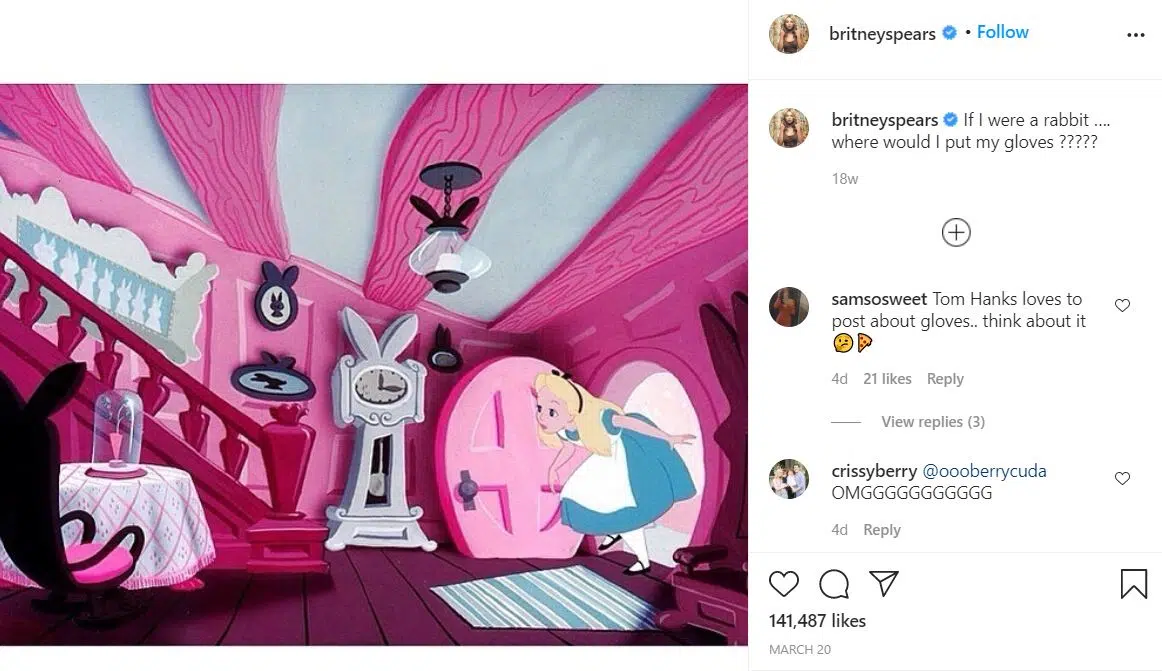 britneyspears • Follow
britneyspears If I were a rabbit ....
where would I put my gloves ?????
18w
samsosweet Tom Hanks loves to
post about gloves.. think about it
🤔🍕
4d 21 likes Reply
View replies (3)
crissyberry @oooberrycuda
OMGGGGGGGGGGG
4d Reply
141,487 likes
MARCH 20